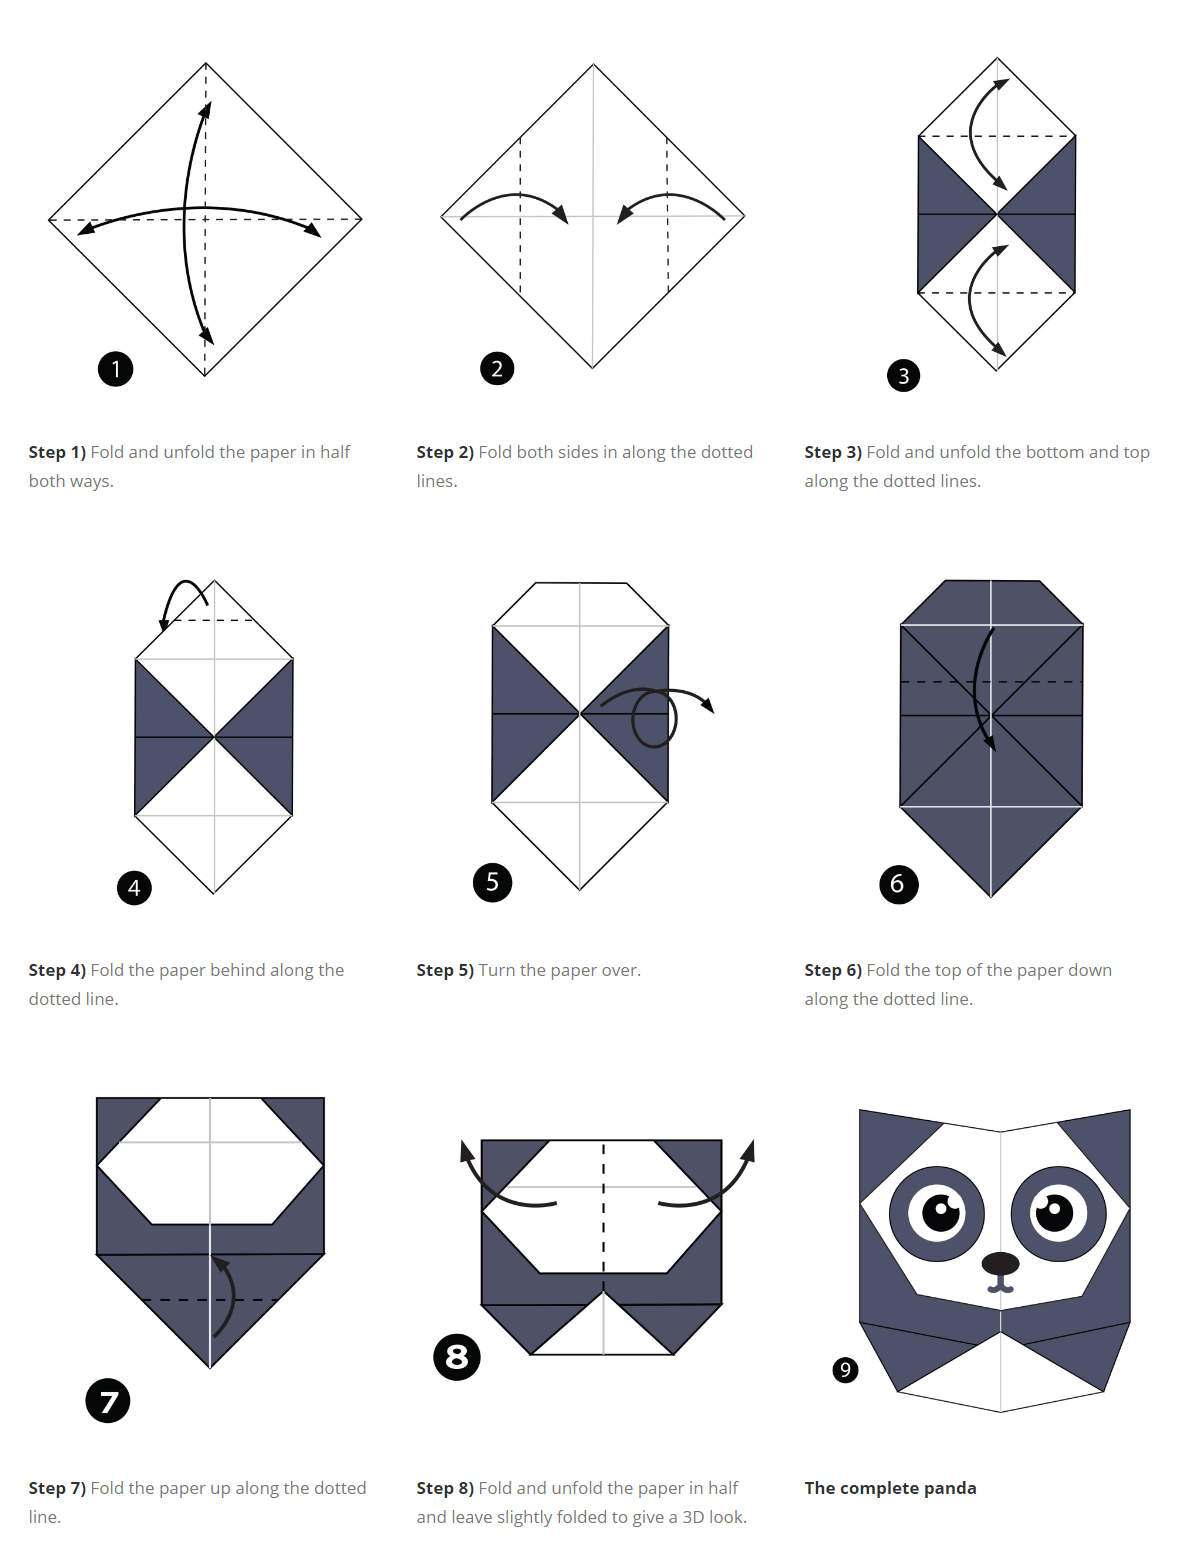 1
2
3
Step 1) Fold and unfold the paper in half
both ways.
Step 2) Fold both sides in along the dotted
lines.
Step 3) Fold and unfold the bottom and top
along the dotted lines.
4
5
6
Step 4) Fold the paper behind along the
dotted line.
Step 5) Turn the paper over.
Step 6) Fold the top of the paper down
along the dotted line.
7
8
9
Step 7) Fold the paper up along the dotted
line.
Step 8) Fold and unfold the paper in half
and leave slightly folded to give a 3D look.
The complete panda